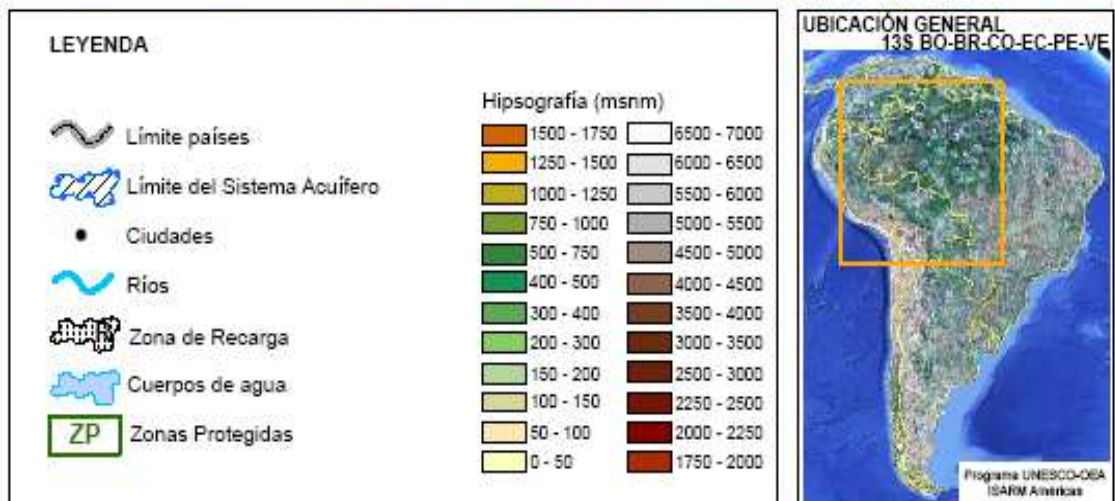 LEYENDA
Límite países
Límite del Sistema Acuífero
Ciudades
Ríos
Zona de Recarga
Cuerpos de agua
ZP Zonas Protegidas
Hipsografía (msnm)
1500 - 1750
1250 - 1500
1000 - 1250
750 - 1000
500 - 750
400 - 500
300 - 400
200 - 300
150 - 200
100 - 150
50 - 100
0 - 50
6500 - 7000
6000 - 6500
5500 - 6000
5000 - 5500
4500 - 5000
4000 - 4500
3500 - 4000
3000 - 3500
2500 - 3000
2250 - 2500
2000 - 2250
1750 - 2000
UBICACIÓN GENERAL
13S BO-BR-CO-EC-PE-VE
Programa UNESCO-OEA
ISARM Américas